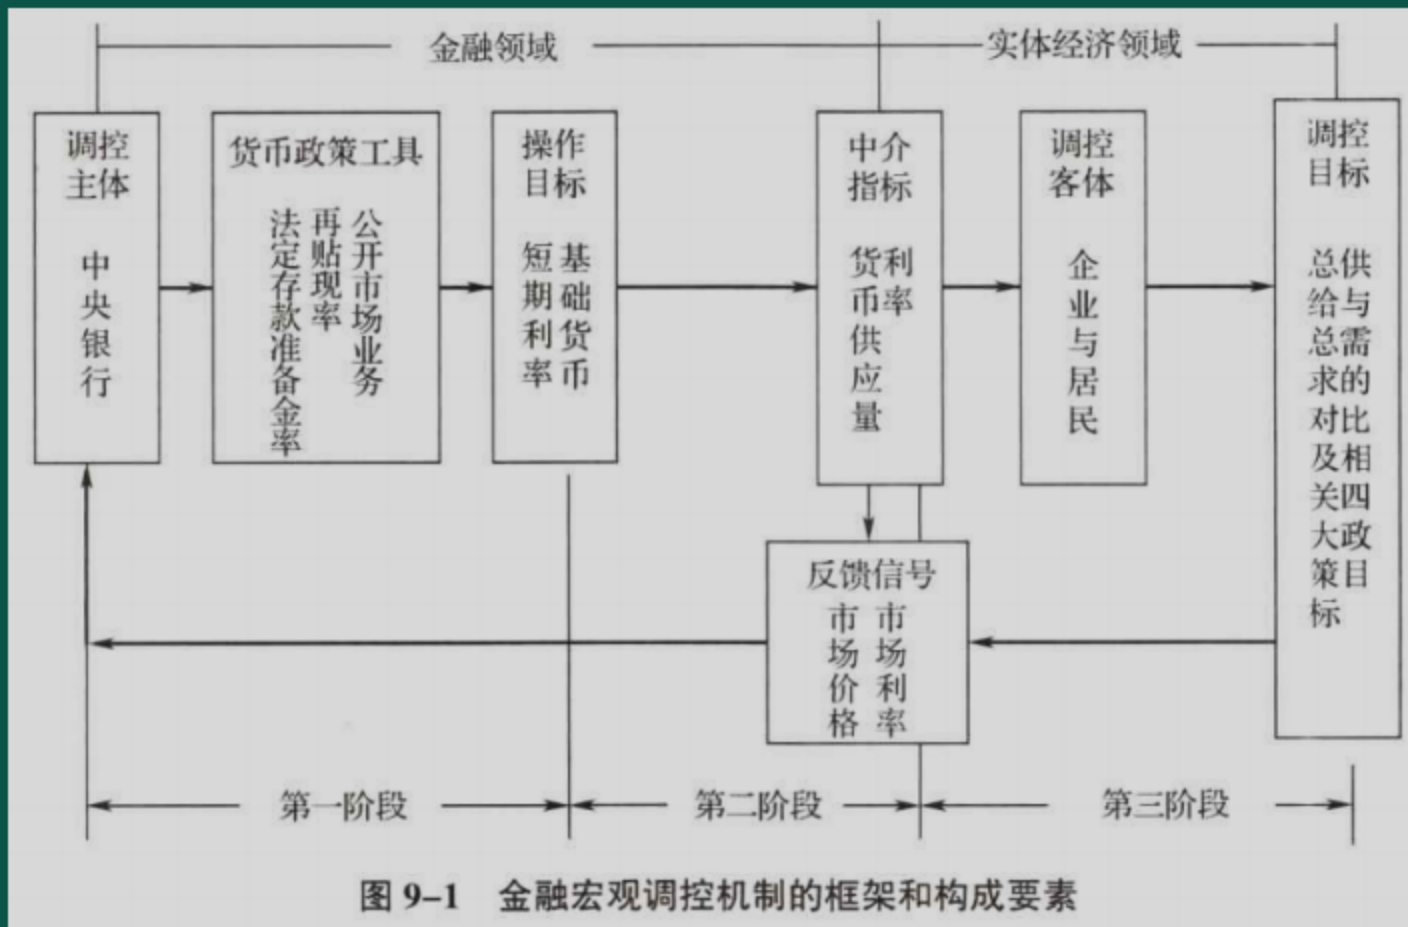 金融领域
实体经济领域
调控
主体
中央银行
货币政策工具
法定存款准备金率
再贴现率
公开市场业务
操作
目标
短期利率
基础货币
中介
指标
货币供应量
利率
调控
客体
企业与居民
调控
目标
总供
给与
总需
求的
对比
及相
关四
大政
策目
标
反馈信号
市场价格
市场利率
第一阶段
第二阶段
第三阶段
图 9-1 金融宏观调控机制的框架和构成要素